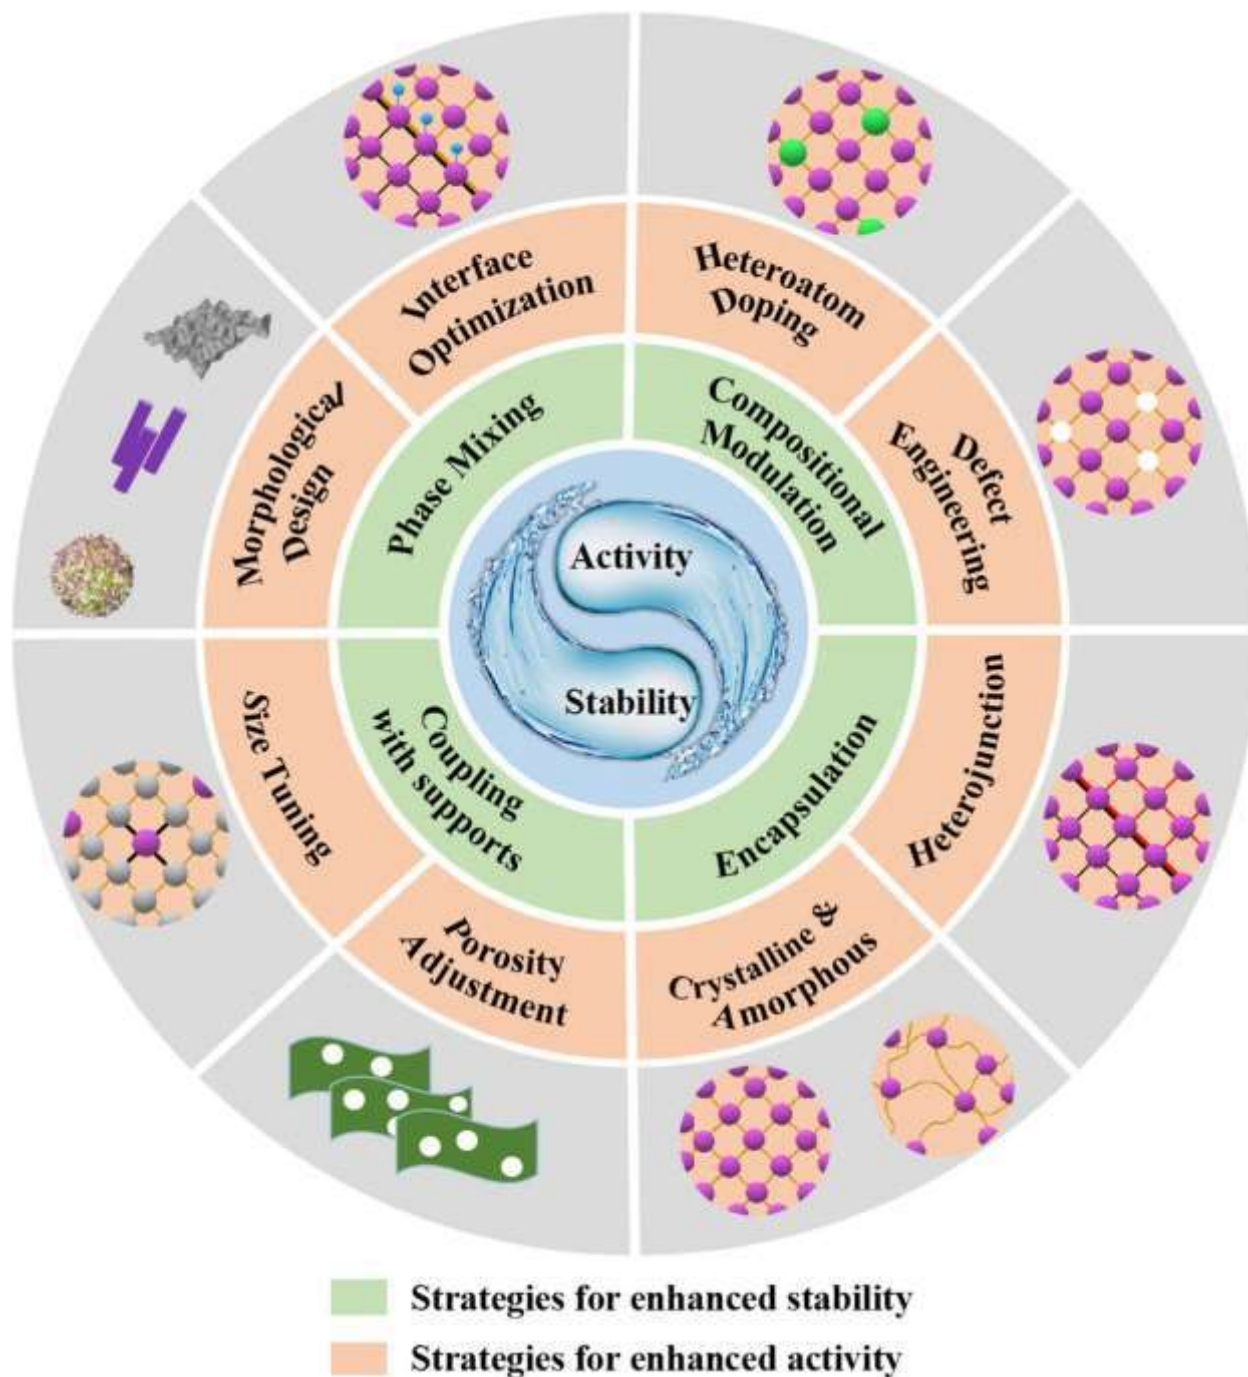 Interface
Optimization
Heteroatom
Doping
Defect
Engineering
Heterojunction
Crystalline &
Amorphous
Porosity
Adjustment
Size Tuning
Morphological
Design
Phase Mixing
Compositional
Modulation
Encapsulation
Coupling
with supports
Activity
Stability
Strategies for enhanced stability
Strategies for enhanced activity